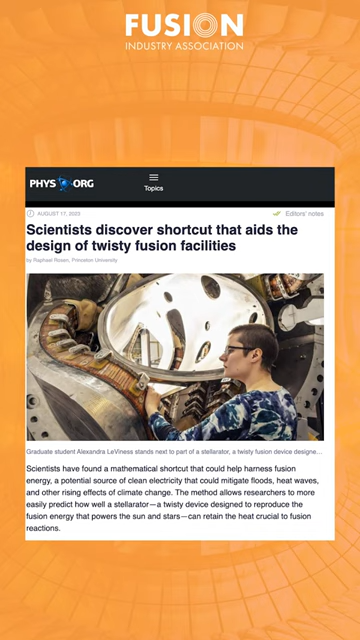 FUSION
INDUSTRY ASSOCIATION
PHYS ORG
Topics
AUGUST 17, 2023
Editors' notes
Scientists discover shortcut that aids the
design of twisty fusion facilities
by Raphael Rosen, Princeton University
Graduate student Alexandra LeViness stands next to part of a stellarator, a twisty fusion device designe...
Scientists have found a mathematical shortcut that could help harness fusion
energy, a potential source of clean electricity that could mitigate floods, heat waves,
and other rising effects of climate change. The method allows researchers to more
easily predict how well a stellarator—a twisty device designed to reproduce the
fusion energy that powers the sun and stars—can retain the heat crucial to fusion
reactions.